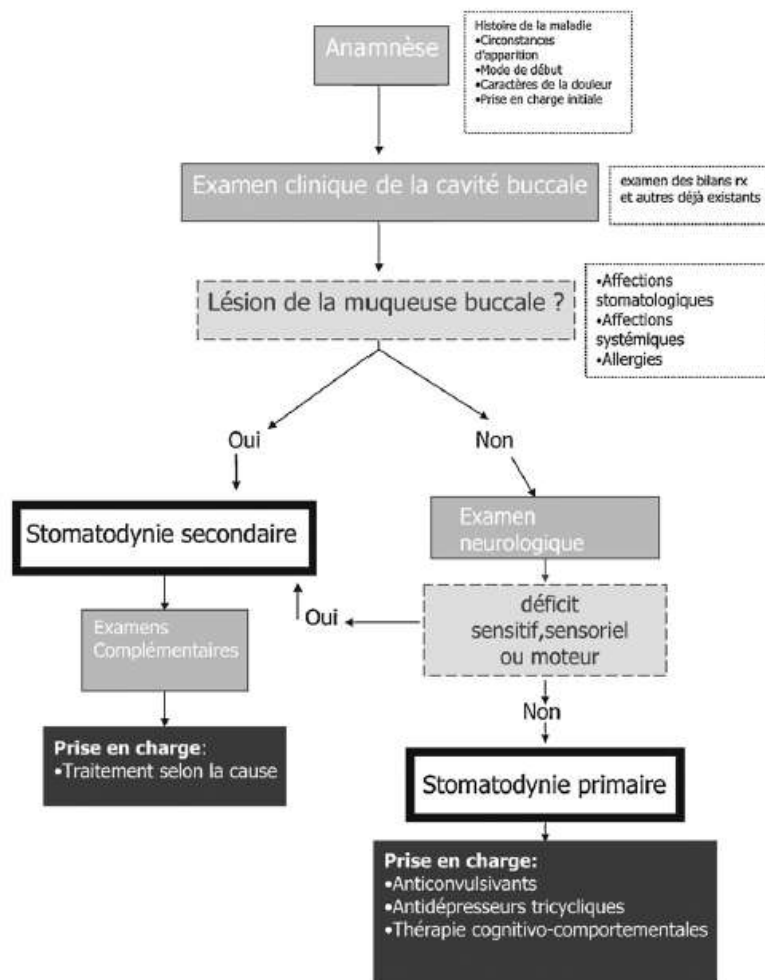 Anamnèse
Histoire de la maladie
•Circonstances
d'apparition
•Mode de début
•Caractères de la douleur
•Prise en charge initiale
Examen clinique de la cavité buccale
examen des bilans rx
et autres déjà existants
Lésion de la muqueuse buccale ?
•Affections
stomatologiques
•Affections
systémiques
•Allergies
Oui
Non
Stomatodynie secondaire
Examen
neurologique
Examens
Complémentaires
Oui
déficit
sensitif,sensoriel
ou moteur
Non
Prise en charge:
•Traitement selon la cause
Stomatodynie primaire
Prise en charge:
•Anticonvulsivants
•Antidépresseurs tricycliques
•Thérapie cognitivo-comportementales